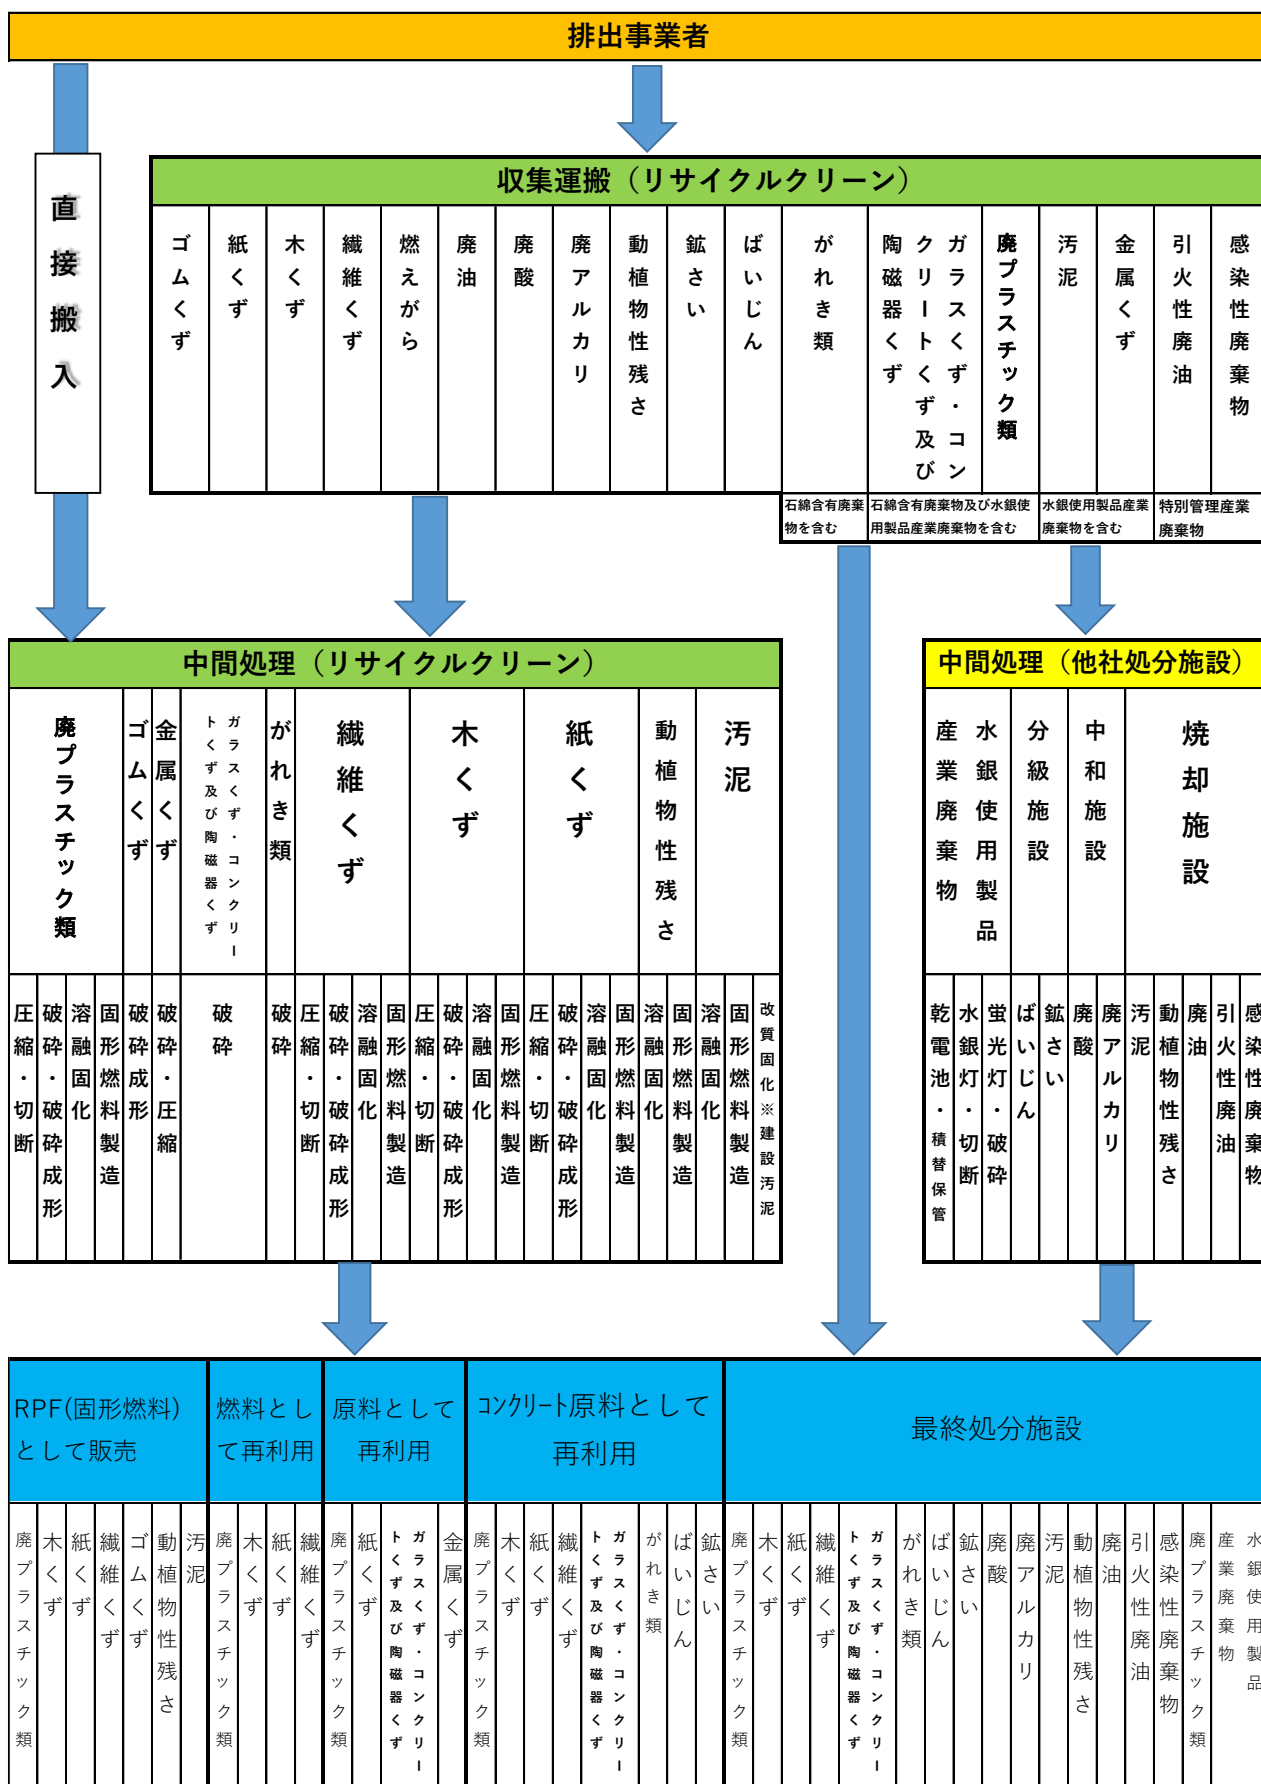 排出事業者
直接搬入
収集運搬（リサイクルクリーン）
ゴムくず
紙くず
木くず
繊維くず
燃えがら
廃油
廃酸
廃アルカリ
動植物性残さ
鉱さい
ばいじん
がれき類
ガラスくず・コン
クリートくず及び
陶磁器くず
廃プラスチック類
汚泥
金属くず
引火性廃油
感染性廃棄物
石綿含有廃棄
物を含む
石綿含有廃棄物及び水銀使
用製品産業廃棄物を含む
水銀使用製品産業
廃棄物を含む
特別管理産業
廃棄物
中間処理（リサイクルクリーン）
廃プラスチック類
ゴムくず
金属くず
ガラスくず・コンクリー
トくず及び陶磁器くず
がれき類
繊維くず
木くず
紙くず
動植物性残さ
汚泥
圧縮・切断
破砕・破砕成形
溶融固化
固形燃料製造
破砕成形
破砕・圧縮
破砕
破砕
圧縮・切断
破砕・破砕成形
溶融固化
固形燃料製造
圧縮・切断
破砕・破砕成形
溶融固化
固形燃料製造
圧縮・切断
破砕・破砕成形
溶融固化
固形燃料製造
溶融固化
固形燃料製造
溶融固化
固形燃料製造
改質固化※建設汚泥
中間処理（他社処分施設）
水銀使用製品
産業廃棄物
分級施設
中和施設
焼却施設
乾電池・積替保管
水銀灯・切断
蛍光灯・破砕
ばいじん
鉱さい
廃酸
廃アルカリ
汚泥
動植物性残さ
廃油
引火性廃油
感染性廃棄物
RPF(固形燃料)
として販売
燃料とし
て再利用
原料として
再利用
ｺﾝｸﾘｰﾄ原料として
再利用
最終処分施設
廃プラスチック類
木くず
紙くず
繊維くず
ゴムくず
動植物性残さ
汚泥
廃プラスチック類
木くず
紙くず
繊維くず
廃プラスチック類
紙くず
ガラスくず・コンクリー
トくず及び陶磁器くず
金属くず
廃プラスチック類
木くず
紙くず
繊維くず
ガラスくず・コンクリー
トくず及び陶磁器くず
がれき類
ばいじん
鉱さい
廃プラスチック類
木くず
紙くず
繊維くず
ガラスくず・コンクリー
トくず及び陶磁器くず
がれき類
ばいじん
鉱さい
廃酸
廃アルカリ
汚泥
動植物性残さ
廃油
引火性廃油
感染性廃棄物
廃プラスチック類
水銀使用製品
産業廃棄物